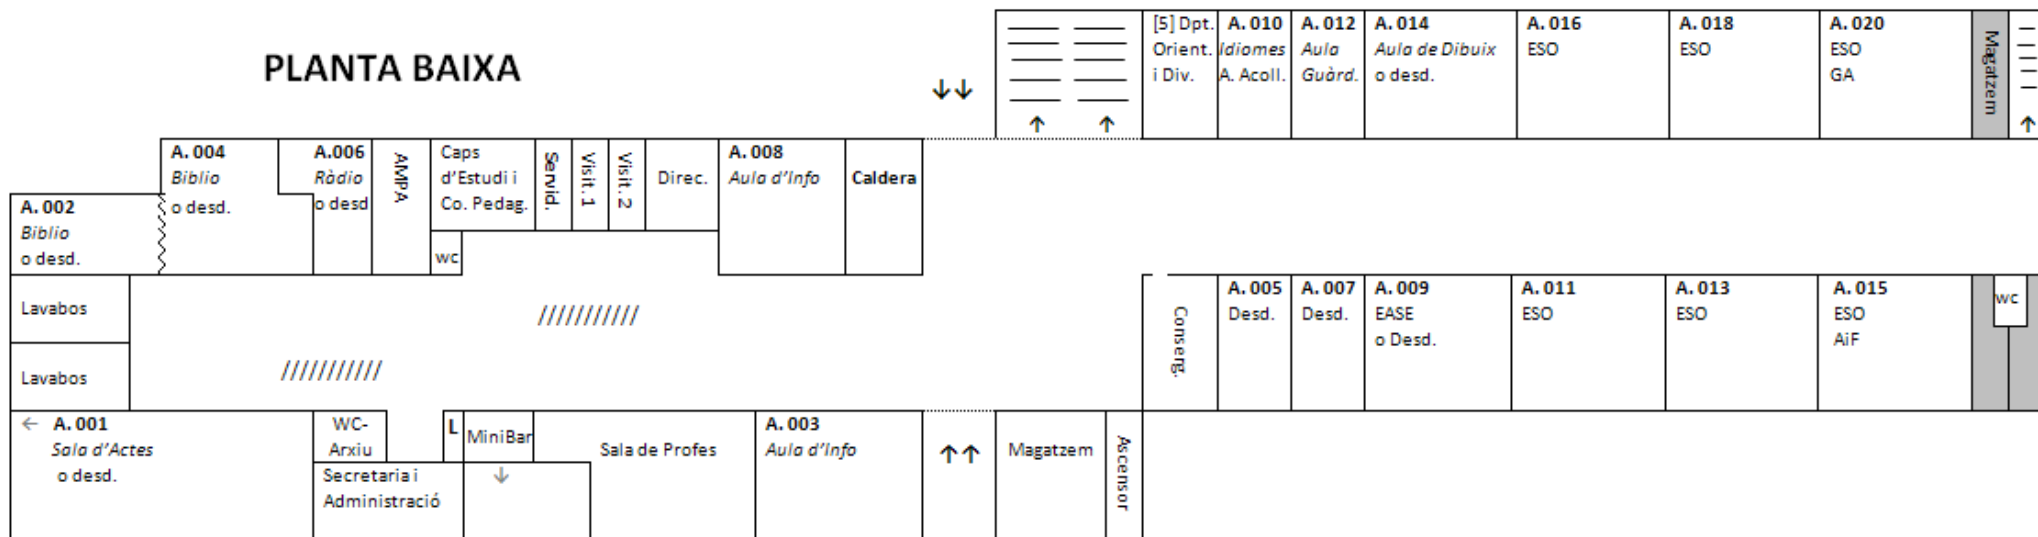 PLANTA BAIXA
[5] Dpt.
Orient.
i Div.
A. 010
Idiomes
A. Acoll.
A. 012
Aula
Guàrd.
A. 014
Aula de Dibuix
o desd.
A. 016
ESO
A. 018
ESO
A. 020
ESO
GA
Magatzem
A. 004
Biblio
o desd.
A.006
Ràdio
o desd
AMPA
Caps
d'Estudi i
Co. Pedag.
Servid.
Visit. 1
Visit. 2
Direc.
A. 008
Aula d'Info
Caldera
A. 002
Biblio
o desd.
wc
Lavabos
Lavabos
Conserg.
A. 005
Desd.
A. 007
Desd.
A. 009
EASE
o Desd.
A. 011
ESO
A. 013
ESO
A. 015
ESO
AiF
wc
A. 001
Sala d'Actes
o desd.
WC-
Arxiu
Secretaria i
Administració
L
MiniBar
Sala de Profes
A. 003
Aula d'Info
Magatzem
Ascensor